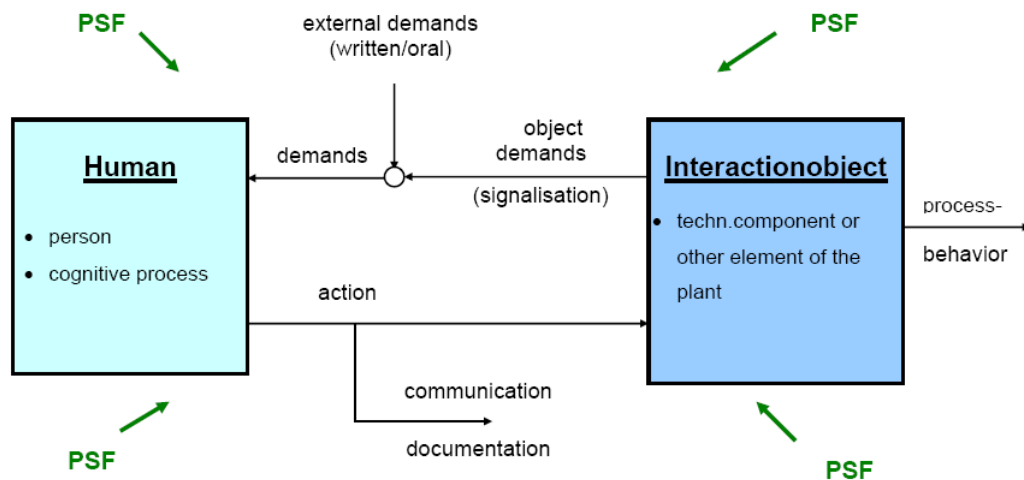 PSF
external demands
(written/oral)
PSF
Human
• person
• cognitive process
demands
object
demands
(signalisation)
Interactionobject
• techn.component or
other element of the
plant
process-
behavior
action
communication
documentation
PSF
PSF